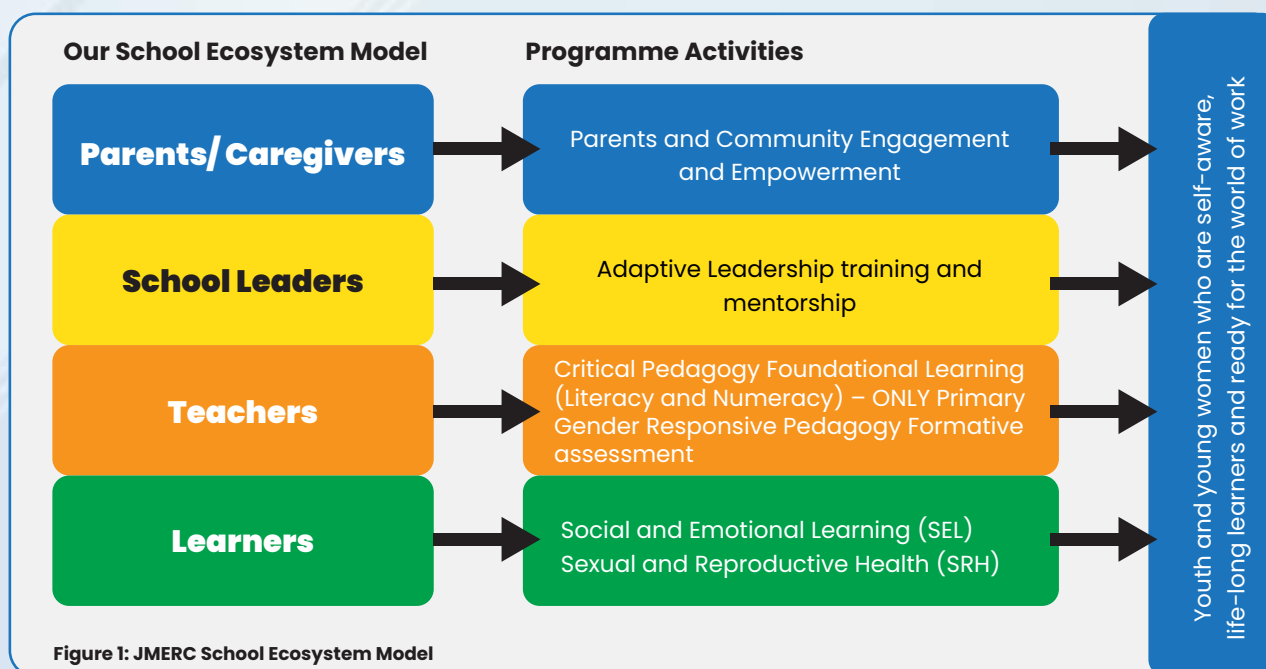 Our School Ecosystem Model
Programme Activities
Parents/ Caregivers
Parents and Community Engagement
and Empowerment
School Leaders
Adaptive Leadership training and
mentorship
Teachers
Critical Pedagogy Foundational Learning
(Literacy and Numeracy) – ONLY Primary
Gender Responsive Pedagogy Formative
assessment
Learners
Social and Emotional Learning (SEL)
Sexual and Reproductive Health (SRH)
Youth and young women who are self-aware,
life-long learners and ready for the world of work
Figure 1: JMERC School Ecosystem Model